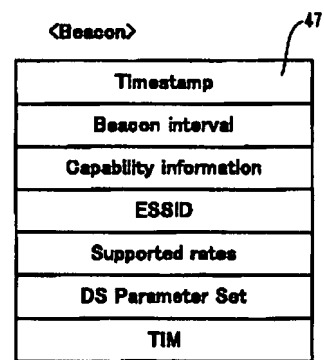 47
<Beacon>
Timestamp
Beacon interval
Capability information
ESSID
Supported rates
DS Parameter Set
TIM